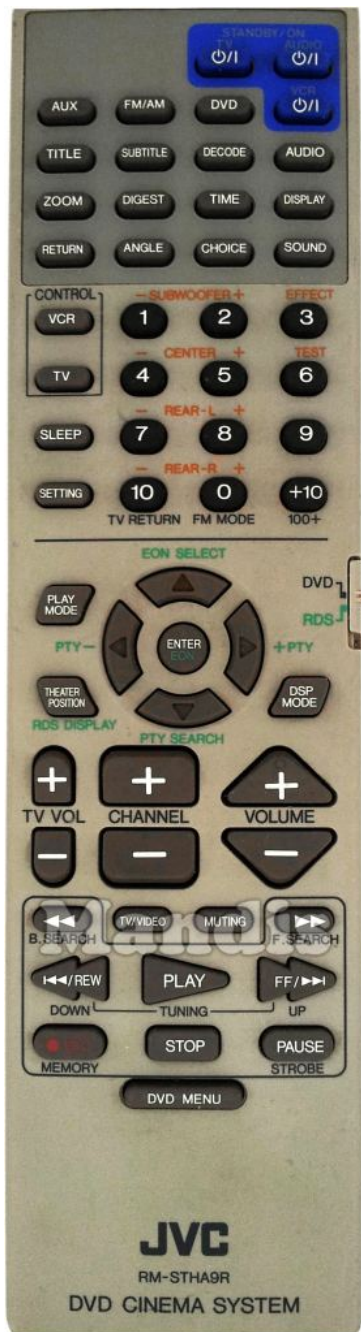 STANDBY/ON
TV AUDIO
⏻/I ⏻/I
VCR
AUX FM/AM DVD ⏻/I
TITLE SUBTITLE DECODE AUDIO
ZOOM DIGEST TIME DISPLAY
RETURN ANGLE CHOICE SOUND
CONTROL - SUBWOOFER + EFFECT
VCR 1 2 3
- CENTER + TEST
TV 4 5 6
- REAR-L +
SLEEP 7 8 9
- REAR-R +
SETTING 10 0 +10
TV RETURN FM MODE 100+
EON SELECT
DVD
PLAY
MODE
RDS
PTY- ENTER +PTY
EON
THEATER
POSITION
DSP
MODE
RDS DISPLAY PTY SEARCH
+ + +
TV VOL CHANNEL VOLUME
- - -
◀◀ TV/VIDEO MUTING ▶▶
B.SEARCH F.SEARCH
Mandis
I◀◀/REW PLAY FF/▶▶I
DOWN TUNING UP
STOP PAUSE
MEMORY STROBE
DVD MENU
JVC
RM-STHA9R
DVD CINEMA SYSTEM